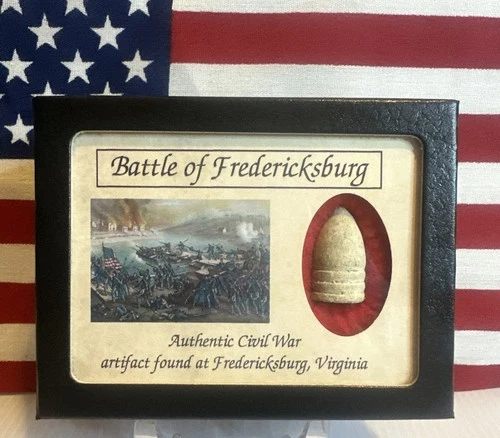 Battle of Fredericksburg
Authentic Civil War
artifact found at Fredericksburg, Virginia